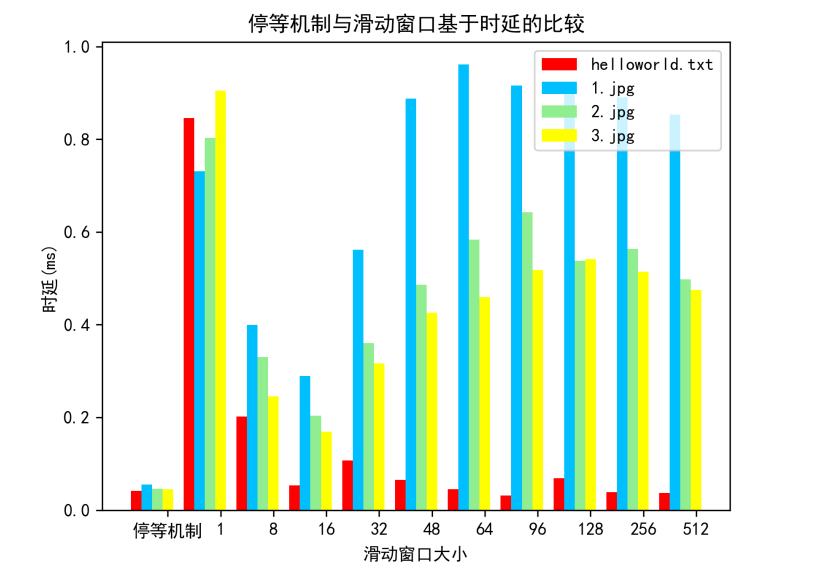 停等机制与滑动窗口基于时延的比较
helloworld.txt
1.jpg
2.jpg
3.jpg
时延(ms)
1.0
0.8
0.6
0.4
0.2
0.0
停等机制 1 8 16 32 48 64 96 128 256 512
滑动窗口大小